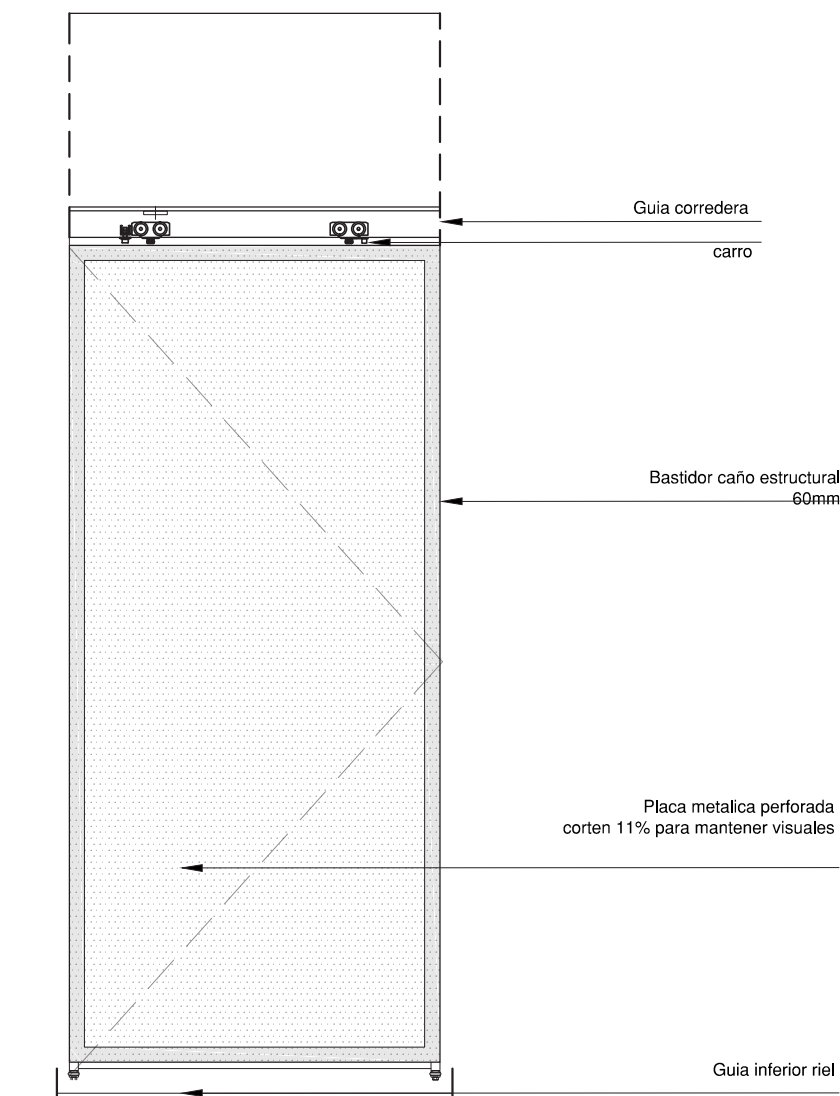 Guia corredera
carro
Bastidor caño estructural
60mm
Placa metalica perforada
corten 11% para mantener visuales
Guia inferior riel